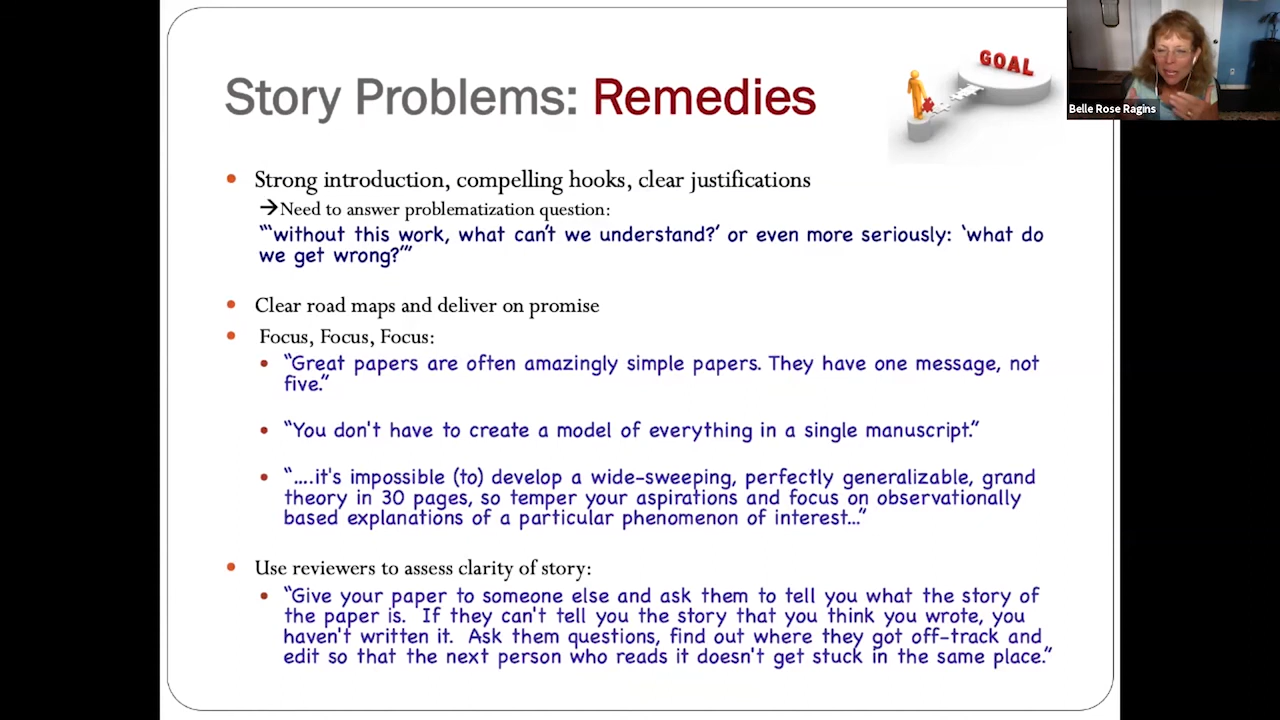 GOAL
Belle Rose Ragins
Story Problems: Remedies
• Strong introduction, compelling hooks, clear justifications
→Need to answer problematization question:
"'without this work, what can't we understand?' or even more seriously: 'what do
we get wrong?'"
• Clear road maps and deliver on promise
• Focus, Focus, Focus:
• "Great papers are often amazingly simple papers. They have one message, not
five."
• "You don't have to create a model of everything in a single manuscript."
• "....it's impossible (to) develop a wide-sweeping, perfectly generalizable, grand
theory in 30 pages, so temper your aspirations and focus on observationally
based explanations of a particular phenomenon of interest..."
• Use reviewers to assess clarity of story:
• "Give your paper to someone else and ask them to tell you what the story of
the paper is. If they can't tell you the story that you think you wrote, you
haven't written it. Ask them questions, find out where they got off-track and
edit so that the next person who reads it doesn't get stuck in the same place."